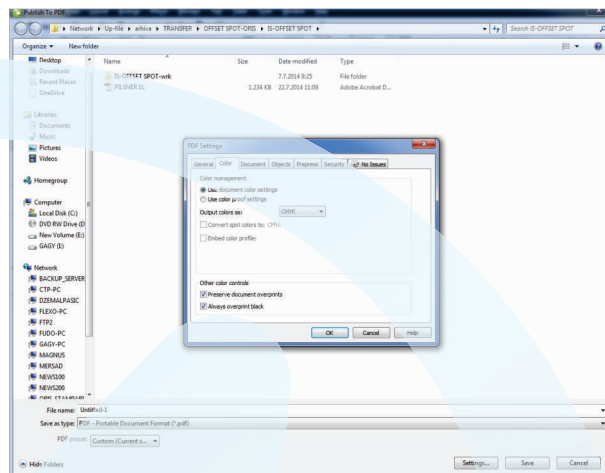 Publish To PDF
Network ▸ Up-file ▸ arhiva ▸ TRANSFER ▸ OFFSET SPOT-ORIS ▸ IS-OFFSET SPOT ▸
Search IS-OFFSET SPOT
Organize
New folder
Desktop
Name
Size
Date modified
Type
Downloads
IS-OFFSET SPOT-wrk
7.7.2014 9:25
File folder
Recent Places
PILSNER 1L
1.234 KB
22.7.2014 11:09
Adobe Acrobat D...
OneDrive
Libraries
Documents
Music
Pictures
Videos
Homegroup
Computer
Local Disk (C:)
DVD RW Drive (D
New Volume (E:)
GAGY (I:)
Network
BACKUP_SERVER
CTP-PC
DZEMALPASIC
FLEXO-PC
FTP2
FUDO-PC
GAGY-PC
MAGNUS
MERSAD
NEWS100
NEWS200
PDF Settings
General
Color
Document
Objects
Prepress
Security
No Issues
Color management
Use document color settings
Use color proof settings
Output colors as:
CMYK
Convert spot colors to: CMYK
Embed color profile:
Other color controls
Preserve document overprints
Always overprint black
OK
Cancel
Help
File name:
Untitled-1
Save as type:
PDF - Portable Document Format (*.pdf)
PDF preset:
Custom (Current s...
Hide Folders
Settings...
Save
Cancel